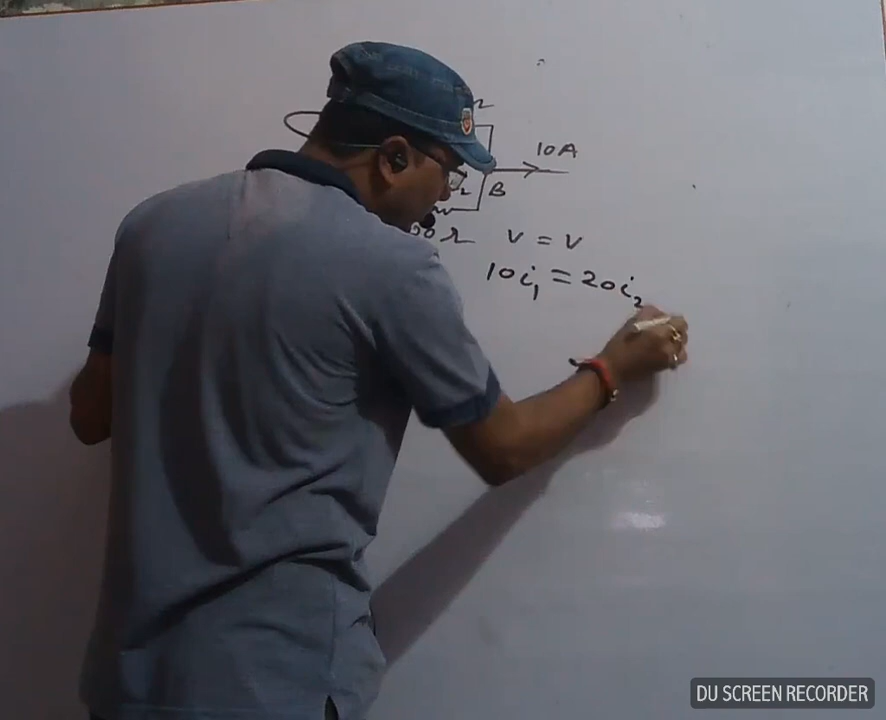 10A
B
V = V
10i₁ = 20i₂
DU SCREEN RECORDER